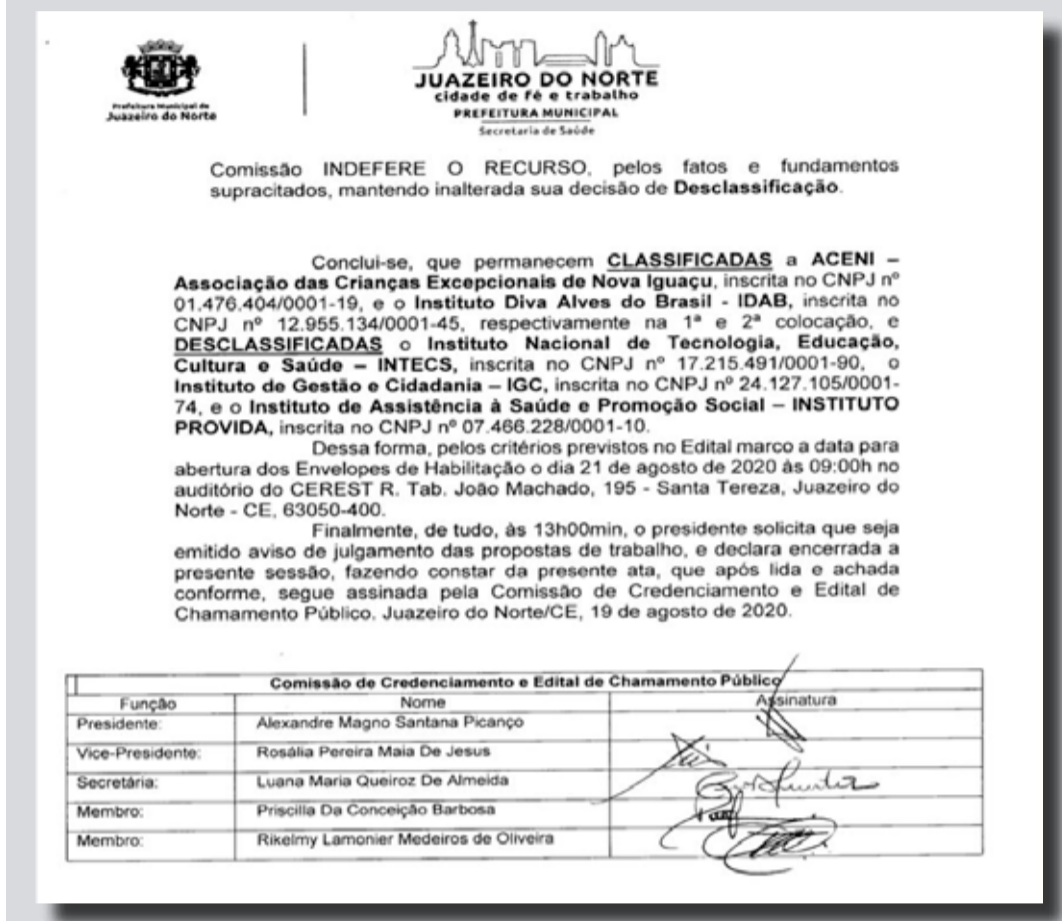 Prefeitura Municipal de
Juazeiro do Norte
JUAZEIRO DO NORTE
cidade de fé e trabalho
PREFEITURA MUNICIPAL
Secretaria de Saúde
Comissão INDEFERE O RECURSO, pelos fatos e fundamentos
supracitados, mantendo inalterada sua decisão de Desclassificação.
Conclui-se, que permanecem CLASSIFICADAS a ACENI –
Associação das Crianças Excepcionais de Nova Iguaçu, inscrita no CNPJ nº
01.476.404/0001-19, e o Instituto Diva Alves do Brasil - IDAB, inscrita no
CNPJ nº 12.955.134/0001-45, respectivamente na 1ª e 2ª colocação, e
DESCLASSIFICADAS o Instituto Nacional de Tecnologia, Educação,
Cultura e Saúde – INTECS, inscrita no CNPJ nº 17.215.491/0001-90, o
Instituto de Gestão e Cidadania – IGC, inscrita no CNPJ nº 24.127.105/0001-
74, e o Instituto de Assistência à Saúde e Promoção Social – INSTITUTO
PROVIDA, inscrita no CNPJ nº 07.466.228/0001-10.
Dessa forma, pelos critérios previstos no Edital marco a data para
abertura dos Envelopes de Habilitação o dia 21 de agosto de 2020 às 09:00h no
auditório do CEREST R. Tab. João Machado, 195 - Santa Tereza, Juazeiro do
Norte - CE, 63050-400.
Finalmente, de tudo, às 13h00min, o presidente solicita que seja
emitido aviso de julgamento das propostas de trabalho, e declara encerrada a
presente sessão, fazendo constar da presente ata, que após lida e achada
conforme, segue assinada pela Comissão de Credenciamento e Edital de
Chamamento Público. Juazeiro do Norte/CE, 19 de agosto de 2020.
Comissão de Credenciamento e Edital de Chamamento Público
Função Nome Assinatura
Presidente: Alexandre Magno Santana Picanço
Vice-Presidente: Rosália Pereira Maia De Jesus
Secretária: Luana Maria Queiroz De Almeida
Membro: Priscilla Da Conceição Barbosa
Membro: Rikelmy Lamonier Medeiros de Oliveira